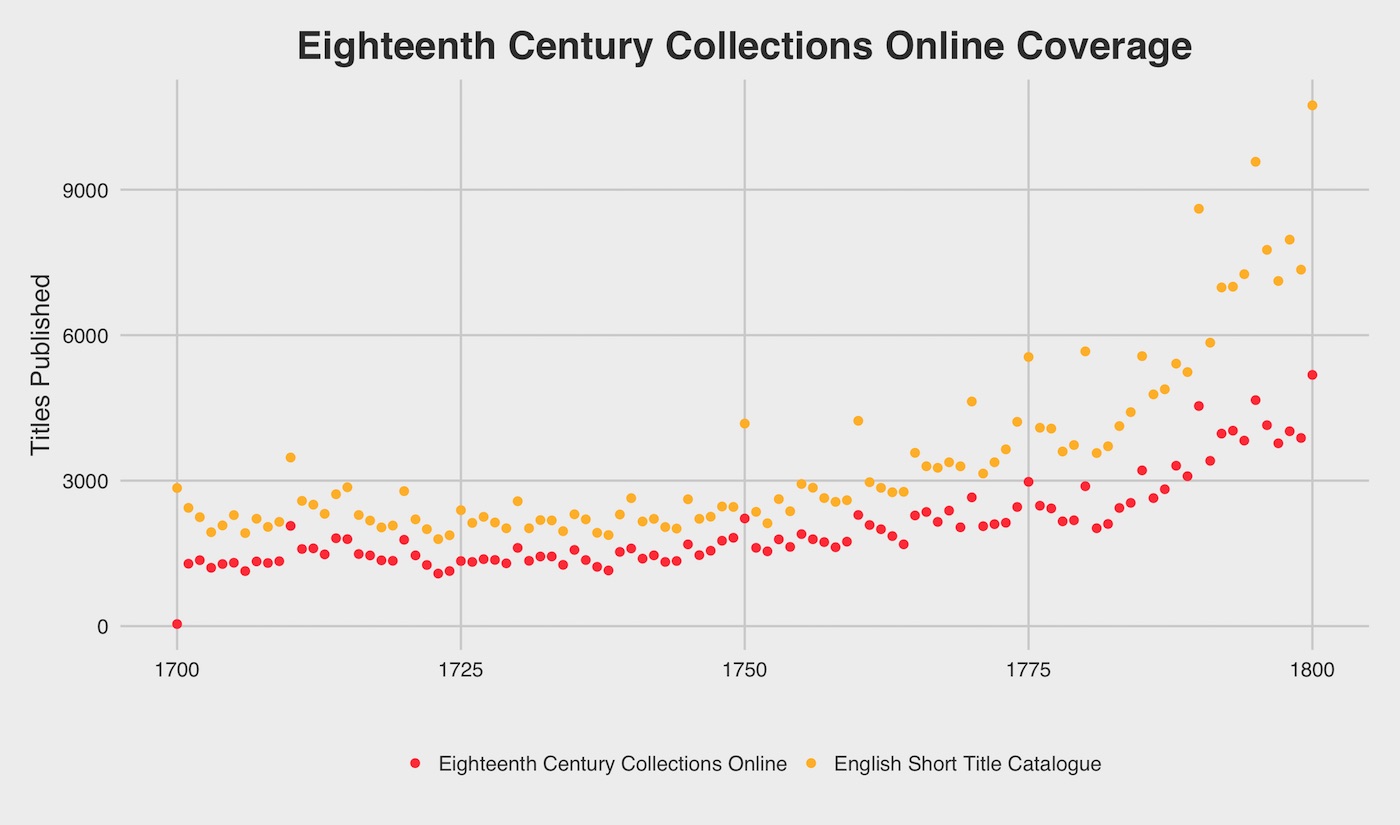 Eighteenth Century Collections Online Coverage
Titles Published
9000
6000
3000
0
1700 1725 1750 1775 1800
Eighteenth Century Collections Online English Short Title Catalogue